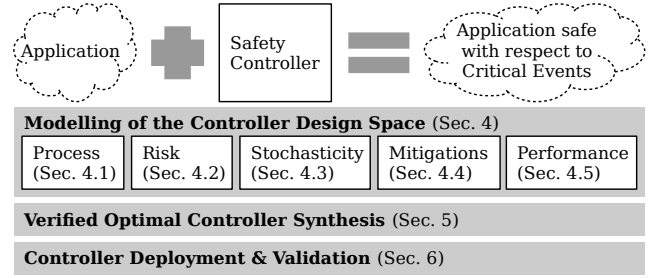 Application
Safety
Controller
Application safe
with respect to
Critical Events
Modelling of the Controller Design Space (Sec. 4)
Process
(Sec. 4.1)
Risk
(Sec. 4.2)
Stochasticity
(Sec. 4.3)
Mitigations
(Sec. 4.4)
Performance
(Sec. 4.5)
Verified Optimal Controller Synthesis (Sec. 5)
Controller Deployment & Validation (Sec. 6)